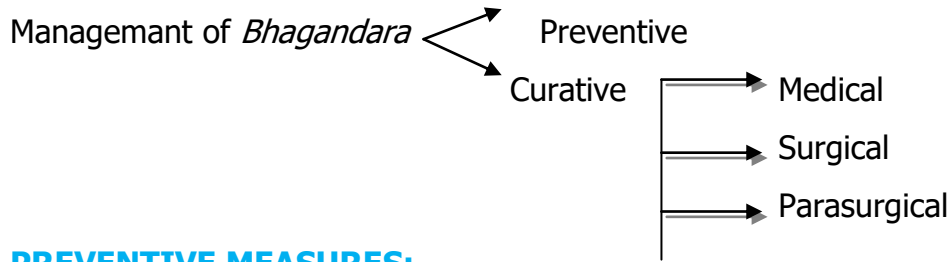 Managemant of Bhagandara Preventive
Curative Medical
Surgical
Parasurgical
PREVENTIVE MEASURES: